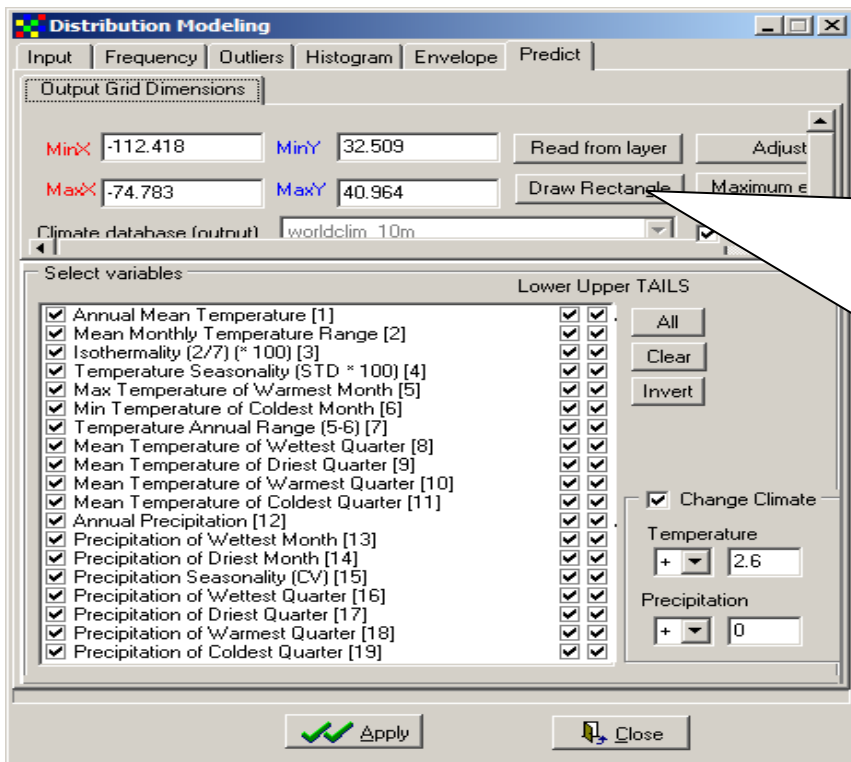 Distribution Modeling
Input Frequency Outliers Histogram Envelope Predict
Output Grid Dimensions
MinX -112.418 MinY 32.509 Read from layer Adjust
MaxX -74.783 MaxY 40.964 Draw Rectangle Maximum e
Climate database (output) worldclim_10m
Select variables
Lower Upper TAILS
Annual Mean Temperature [1]
Mean Monthly Temperature Range [2]
Isothermality (2/7) (* 100) [3]
Temperature Seasonality (STD * 100) [4]
Max Temperature of Warmest Month [5]
Min Temperature of Coldest Month [6]
Temperature Annual Range (5-6) [7]
Mean Temperature of Wettest Quarter [8]
Mean Temperature of Driest Quarter [9]
Mean Temperature of Warmest Quarter [10]
Mean Temperature of Coldest Quarter [11]
Annual Precipitation [12]
Precipitation of Wettest Month [13]
Precipitation of Driest Month [14]
Precipitation Seasonality (CV) [15]
Precipitation of Wettest Quarter [16]
Precipitation of Driest Quarter [17]
Precipitation of Warmest Quarter [18]
Precipitation of Coldest Quarter [19]
All
Clear
Invert
Change Climate
Temperature
+ 2.6
Precipitation
+ 0
Apply Close